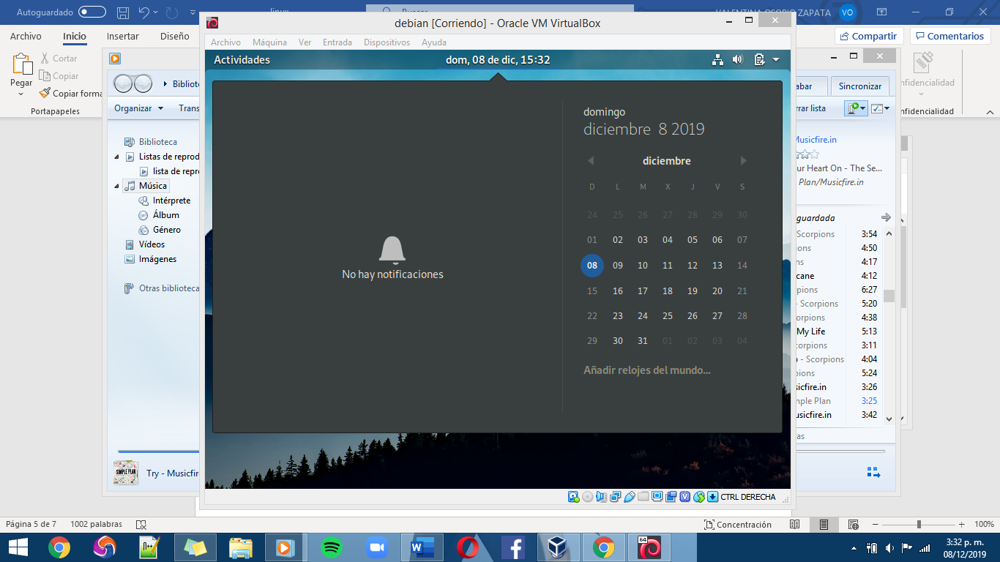 Autoguardado
linux
Buscar
VALENTINA OSORIO ZAPATA
VO
Archivo
Inicio
Insertar
Diseño
Compartir
Comentarios
Pegar
Cortar
Copiar
Copiar forma
Portapapeles
nfidencialidad
nfidencialidad
Bibliote
Organizar
Trans
Biblioteca
Listas de reprod
lista de repr
Música
Intérprete
Álbum
Género
Vídeos
Imágenes
Otras biblioteca
SIMPLE PLAN
Try - Musicfir
debian [Corriendo] - Oracle VM VirtualBox
Archivo Máquina Ver Entrada Dispositivos Ayuda
Actividades
dom, 08 de dic, 15:32
No hay notificaciones
domingo
diciembre 8 2019
diciembre
D L M X J V S
24 25 26 27 28 29 30
01 02 03 04 05 06 07
08 09 10 11 12 13 14
15 16 17 18 19 20 21
22 23 24 25 26 27 28
29 30 31 01 02 03 04
Añadir relojes del mundo...
CTRL DERECHA
abar
Sincronizar
rrar lista
Musicfire.in
ur Heart On - The Se...
Plan/Musicfire.in
guardada
Scorpions 3:54
ions 4:50
ns 4:17
cane 4:12
pions 6:27
- Scorpions 5:20
orpions 4:38
My Life 5:13
corpions 3:11
o - Scorpions 4:04
pions 5:24
usicfire.in 3:26
mple Plan 3:25
usicfire.in 3:42
as
Página 5 de 7
1002 palabras
Concentración
100%
64
3:32 p. m.
08/12/2019